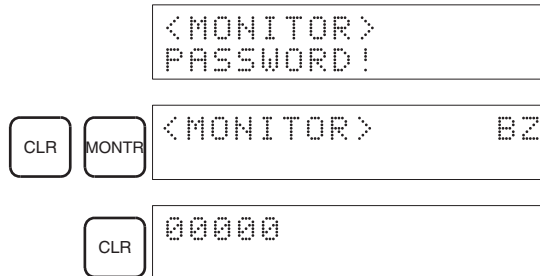 <MONITOR>
PASSWORD!
CLR MONTR <MONITOR> BZ
CLR 00000